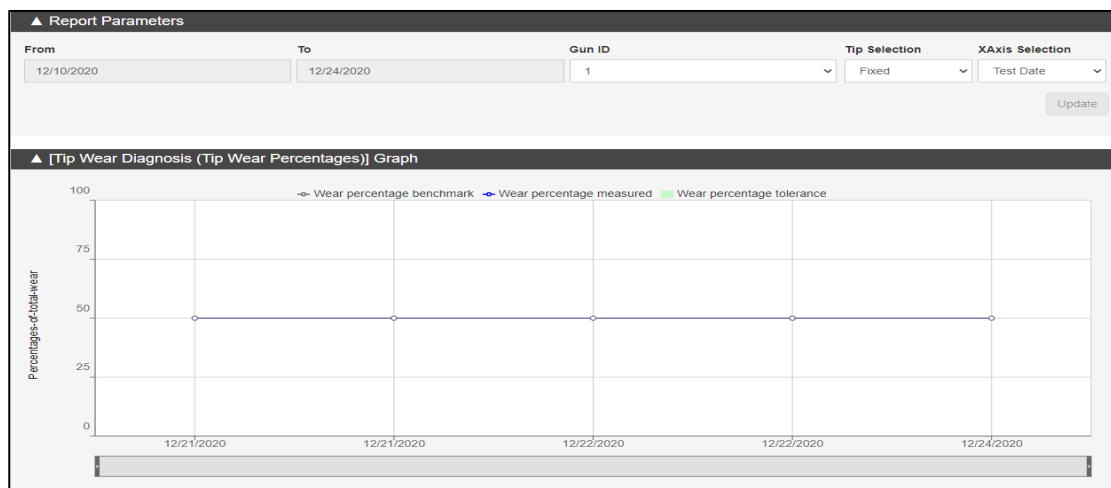 ▲ Report Parameters
From To Gun ID Tip Selection XAxis Selection
12/10/2020 12/24/2020 1 Fixed Test Date
Update
▲ [Tip Wear Diagnosis (Tip Wear Percentages)] Graph
Wear percentage benchmark Wear percentage measured Wear percentage tolerance
100
75
50
25
0
Percentages-of-total-wear
12/21/2020 12/21/2020 12/22/2020 12/22/2020 12/24/2020